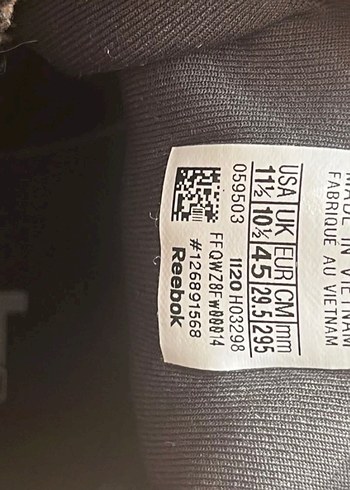 MADE IN VIETNAM
FABRIQUE AU VIETNAM
USA UK EUR CM mm
11½ 10½ 45 29.5 295
059503 1120 H03298
FFQWZ8FW00014
#126891568
Reebok